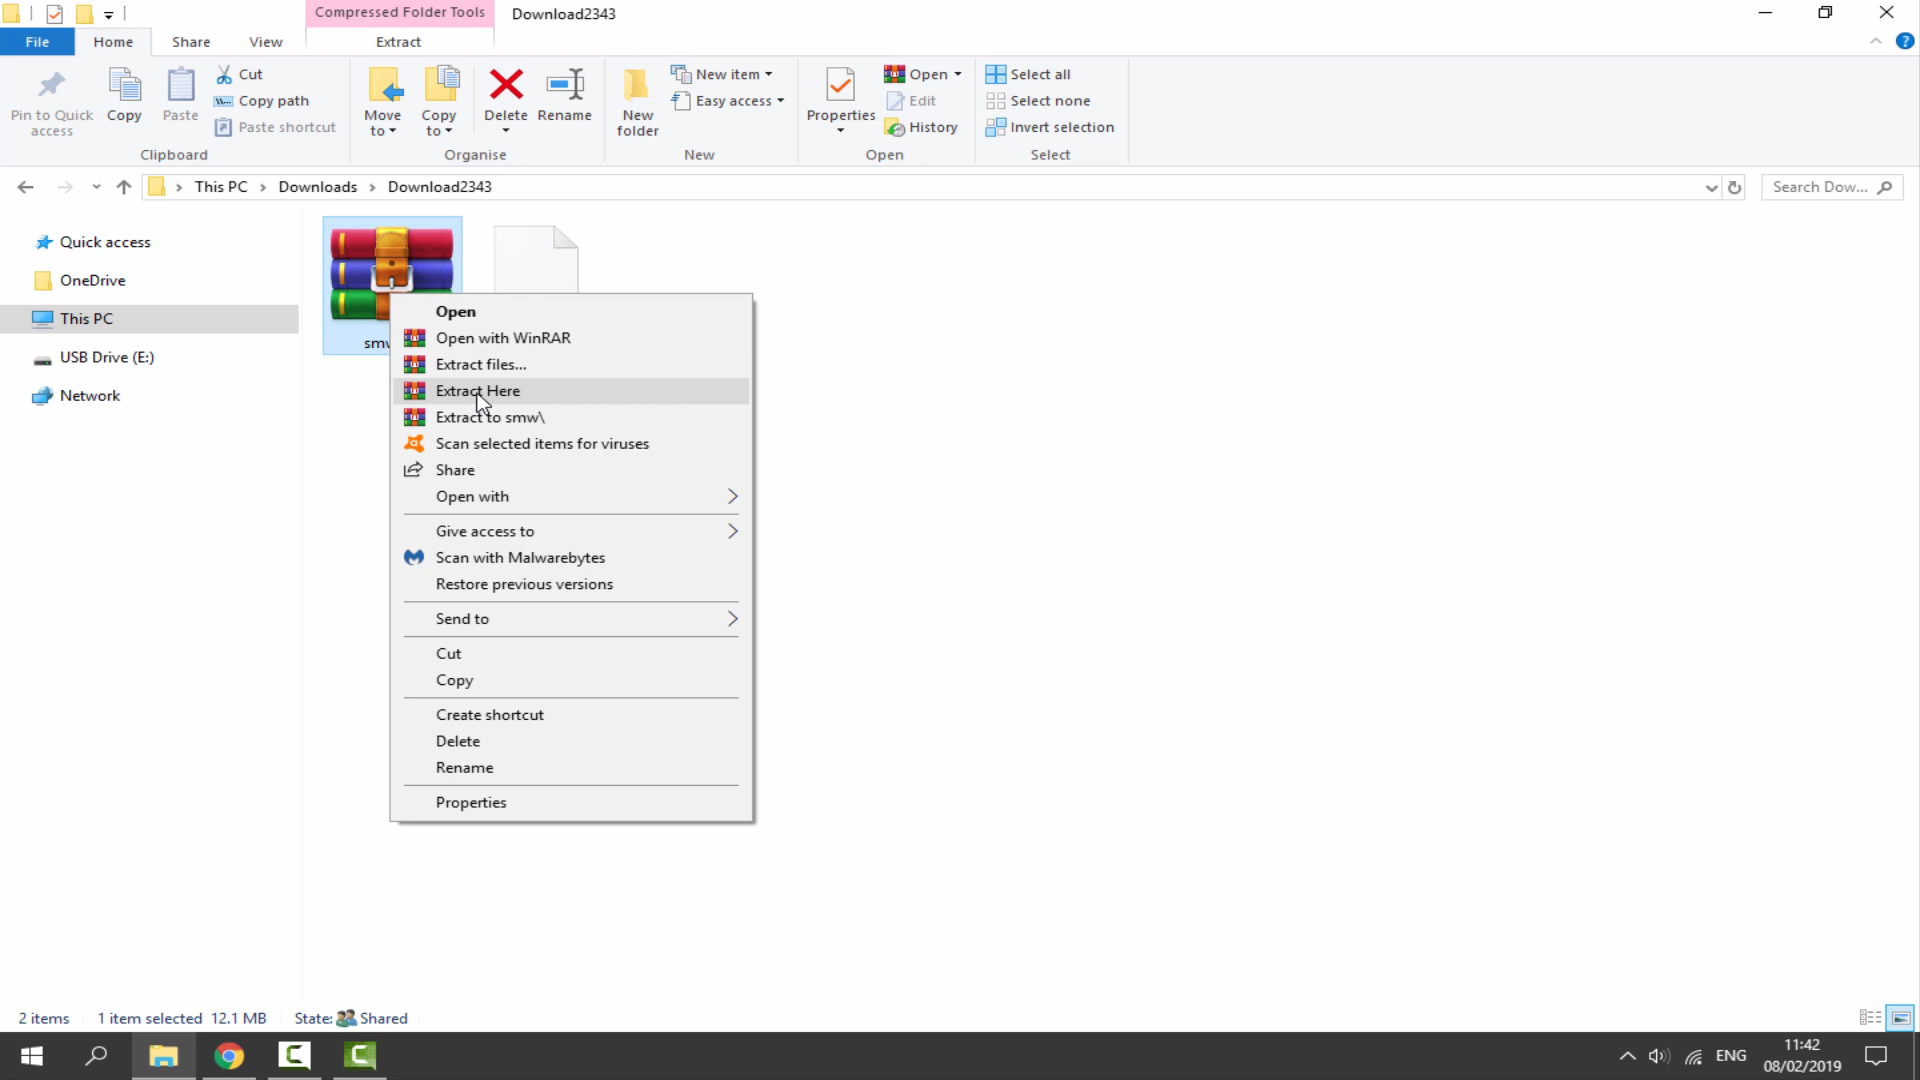 Compressed Folder Tools
Download2343
File
Home
Share
View
Extract
Pin to Quick
access
Copy
Paste
Cut
Copy path
Paste shortcut
Clipboard
Move
to
Copy
to
Delete
Rename
Organise
New
folder
New item
Easy access
New
Properties
Open
Edit
History
Open
Select all
Select none
Invert selection
Select
This PC
Downloads
Download2343
Search Dow...
Quick access
OneDrive
This PC
USB Drive (E:)
Network
Open
Open with WinRAR
Extract files...
Extract Here
Extract to smw\
Scan selected items for viruses
Share
Open with
Give access to
Scan with Malwarebytes
Restore previous versions
Send to
Cut
Copy
Create shortcut
Delete
Rename
Properties
2 items
1 item selected 12.1 MB
State: Shared
ENG
11:42
08/02/2019